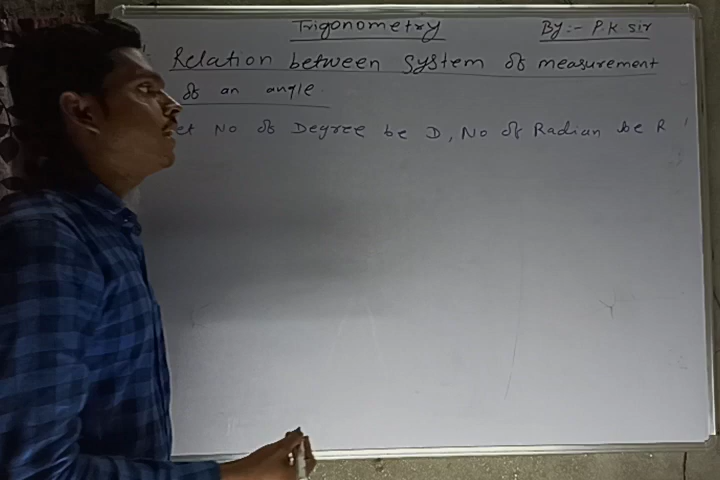 Trigonometry
By:- P.K sir
Relation between System of measurement
of an angle.
et No of Degree be D, No of Radian be R